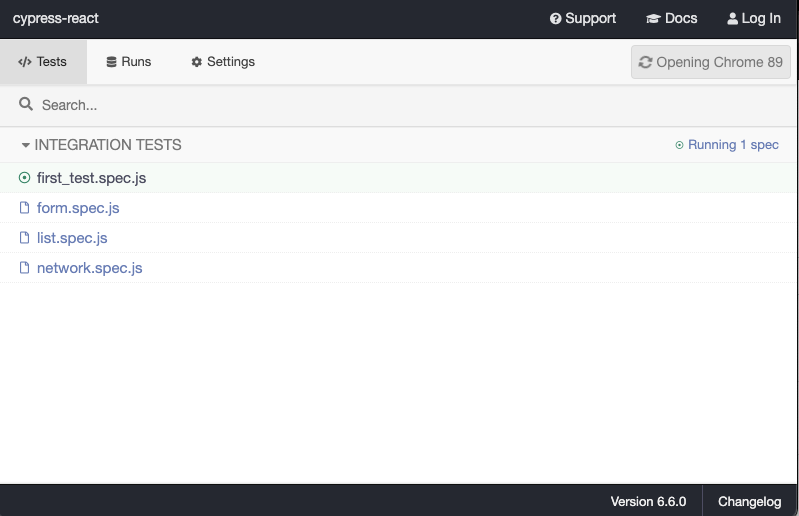 cypress-react Support Docs Log In
Tests Runs Settings Opening Chrome 89
Search...
INTEGRATION TESTS Running 1 spec
first_test.spec.js
form.spec.js
list.spec.js
network.spec.js
Version 6.6.0 Changelog